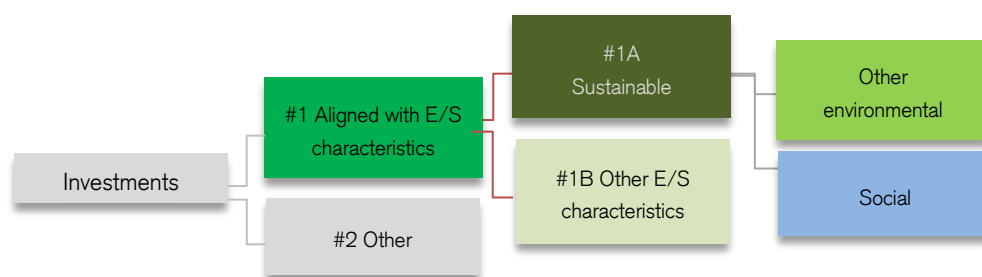 Investments
#1 Aligned with E/S
characteristics
#2 Other
#1A
Sustainable
#1B Other E/S
characteristics
Other
environmental
Social